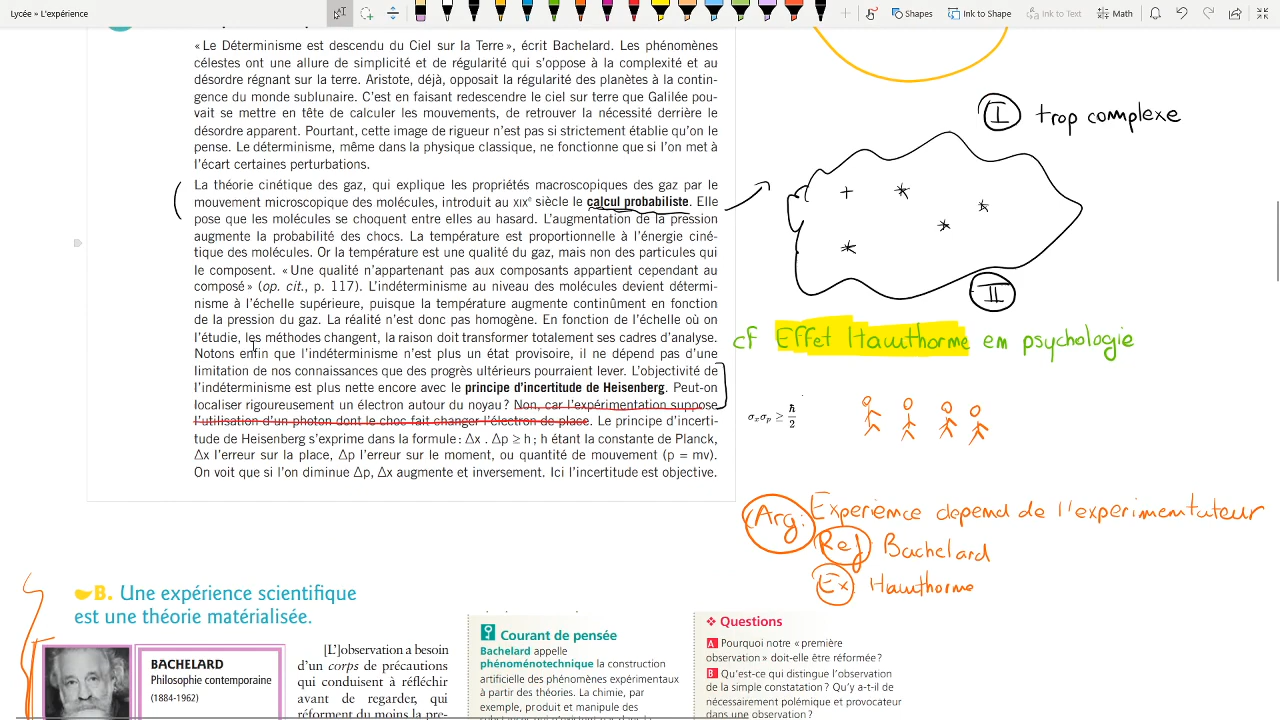 Lycée » L'expérience
Ink to Shape
Shapes
Ink to Shape
Ink to Text
Math
« Le Déterminisme est descendu du Ciel sur la Terre », écrit Bachelard. Les phénomènes
célestes ont une allure de simplicité et de régularité qui s'oppose à la complexité et au
désordre régnant sur la terre. Aristote, déjà, opposait la régularité des planètes à la contin-
gence du monde sublunaire. C'est en faisant redescendre le ciel sur terre que Galilée pou-
vait se mettre en tête de calculer les mouvements, de retrouver la nécessité derrière le
désordre apparent. Pourtant, cette image de rigueur n'est pas si strictement établie qu'on le
pense. Le déterminisme, même dans la physique classique, ne fonctionne que si l'on met à
l'écart certaines perturbations.
La théorie cinétique des gaz, qui explique les propriétés macroscopiques des gaz par le
mouvement microscopique des molécules, introduit au XIXe siècle le calcul probabiliste. Elle
pose que les molécules se choquent entre elles au hasard. L'augmentation de la pression
augmente la probabilité des chocs. La température est proportionnelle à l'énergie ciné-
tique des molécules. Or la température est une qualité du gaz, mais non des particules qui
le composent. « Une qualité n'appartenant pas aux composants appartient cependant au
composé » (op. cit., p. 117). L'indéterminisme au niveau des molécules devient détermi-
nisme à l'échelle supérieure, puisque la température augmente continûment en fonction
de la pression du gaz. La réalité n'est donc pas homogène. En fonction de l'échelle où on
l'étudie, les méthodes changent, la raison doit transformer totalement ses cadres d'analyse.
Notons enfin que l'indéterminisme n'est plus un état provisoire, il ne dépend pas d'une
limitation de nos connaissances que des progrès ultérieurs pourraient lever. L'objectivité de
l'indéterminisme est plus nette encore avec le principe d'incertitude de Heisenberg. Peut-on
localiser rigoureusement un électron autour du noyau ? Non, car l'expérimentation suppose
l'utilisation d'un photon dont le choc fait changer l'électron de place. Le principe d'incerti-
tude de Heisenberg s'exprime dans la formule : Δx . Δp ≥ h ; h étant la constante de Planck,
Δx l'erreur sur la place, Δp l'erreur sur le moment, ou quantité de mouvement (p = mv).
On voit que si l'on diminue Δp, Δx augmente et inversement. Ici l'incertitude est objective.
I trop complexe
II
cf Effet Hawthorme en psychologie
σxσp ≥ ħ/2
Arg: Experience depend de l'experimentateur
Ref Bachelard
Ex Hawthorme
B. Une expérience scientifique
est une théorie matérialisée.
BACHELARD
Philosophie contemporaine
(1884-1962)
[L']observation a besoin
d'un corps de précautions
qui conduisent à réfléchir
avant de regarder, qui
réforment du moins la pre-
Courant de pensée
Bachelard appelle
phénoménotechnique la construction
artificielle des phénomènes expérimentaux
à partir des théories. La chimie, par
exemple, produit et manipule des
❖ Questions
A Pourquoi notre « première
observation » doit-elle être réformée ?
B Qu'est-ce qui distingue l'observation
de la simple constatation ? Qu'y a-t-il de
nécessairement polémique et provocateur
dans une observation ?